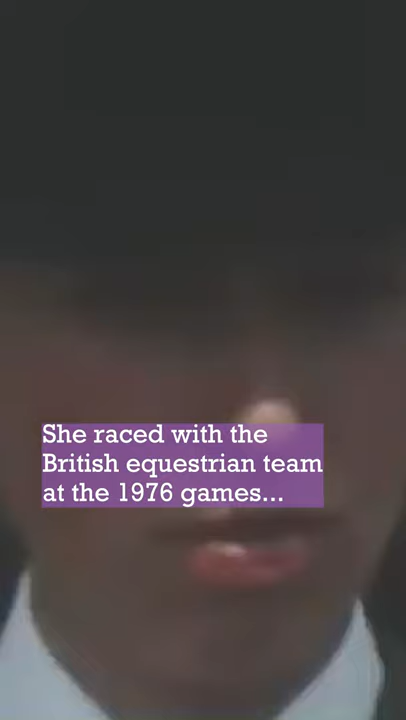 She raced with the
British equestrian team
at the 1976 games...